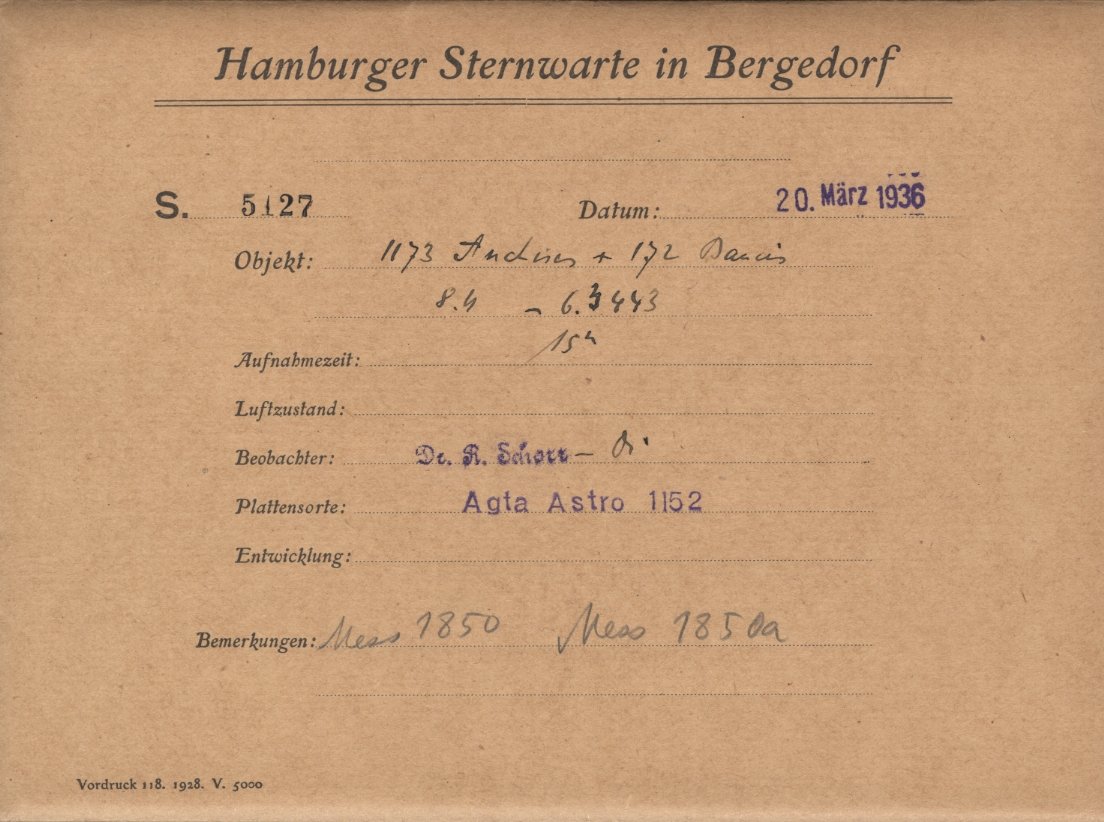 Hamburger Sternwarte in Bergedorf
S. 5127 Datum: 20. März 1936
Objekt: 1173 Anchises + 172 Baucis
8.4 – 6.3443
Aufnahmezeit: 15h
Luftzustand:
Beobachter: Dr. R. Schorr –
Plattensorte: Agfa Astro 1152
Entwicklung:
Bemerkungen: Mess 1850 Mess 1850a
Vordruck 118. 1928. V. 5000